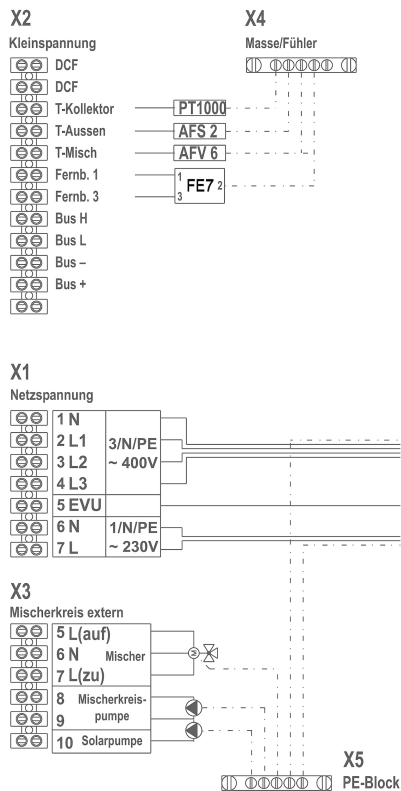 X2
X4
Kleinspannung
Masse/Fühler
DCF
DCF
T-Kollektor
PT1000
T-Aussen
AFS 2
T-Misch
AFV 6
Fernb. 1
1
FE7 2
Fernb. 3
3
Bus H
Bus L
Bus –
Bus +
X1
Netzspannung
1 N
2 L1
3/N/PE
3 L2
~ 400V
4 L3
5 EVU
6 N
1/N/PE
7 L
~ 230V
X3
Mischerkreis extern
5 L(auf)
6 N
Mischer
M
7 L(zu)
8
Mischerkreis-
pumpe
9
10 Solarpumpe
X5
PE-Block